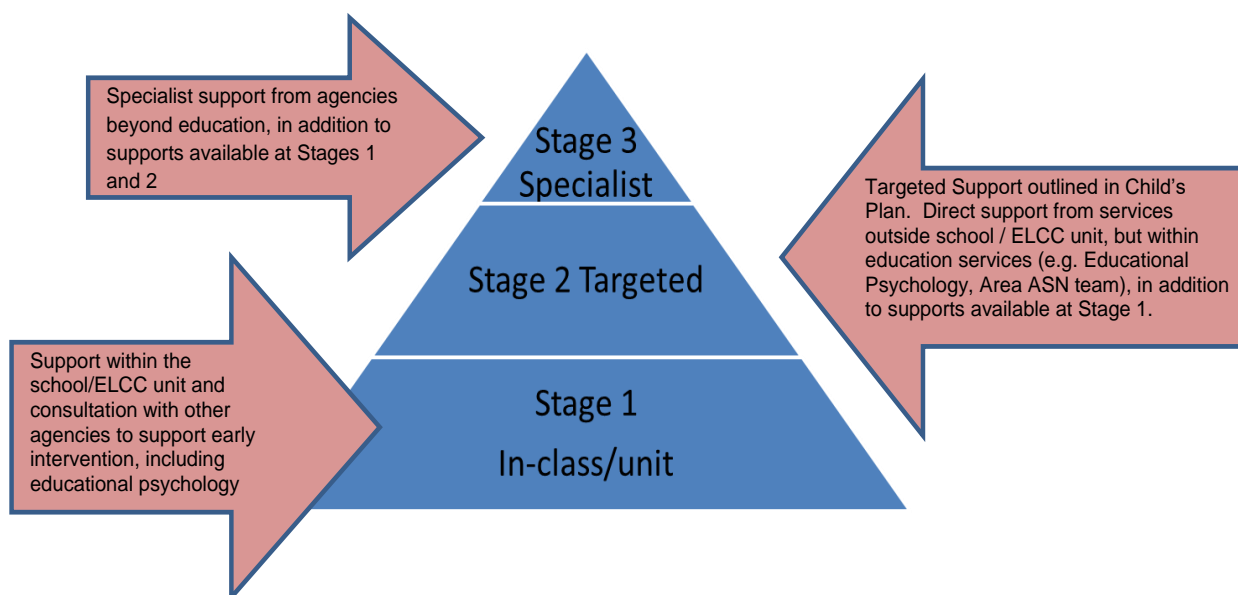 Specialist support from agencies
beyond education, in addition to
supports available at Stages 1
and 2
Stage 3
Specialist
Targeted Support outlined in Child’s
Plan.  Direct support from services
outside school / ELCC unit, but within
education services (e.g. Educational
Psychology, Area ASN team), in addition
to supports available at Stage 1.
Stage 2 Targeted
Support within the
school/ELCC unit and
consultation with other
agencies to support early
intervention, including
educational psychology
Stage 1
In-class/unit